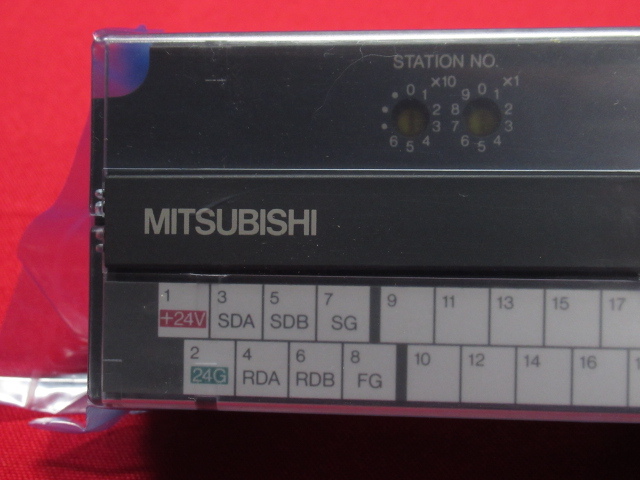 STATION NO.
×10 ×1
0 1 2 3 4 5 6
0 1 2 3 4 5 6 7 8 9
MITSUBISHI
1 3 5 7 9 11 13 15 17
+24V SDA SDB SG
2 4 6 8 10 12 14 16
24G RDA RDB FG